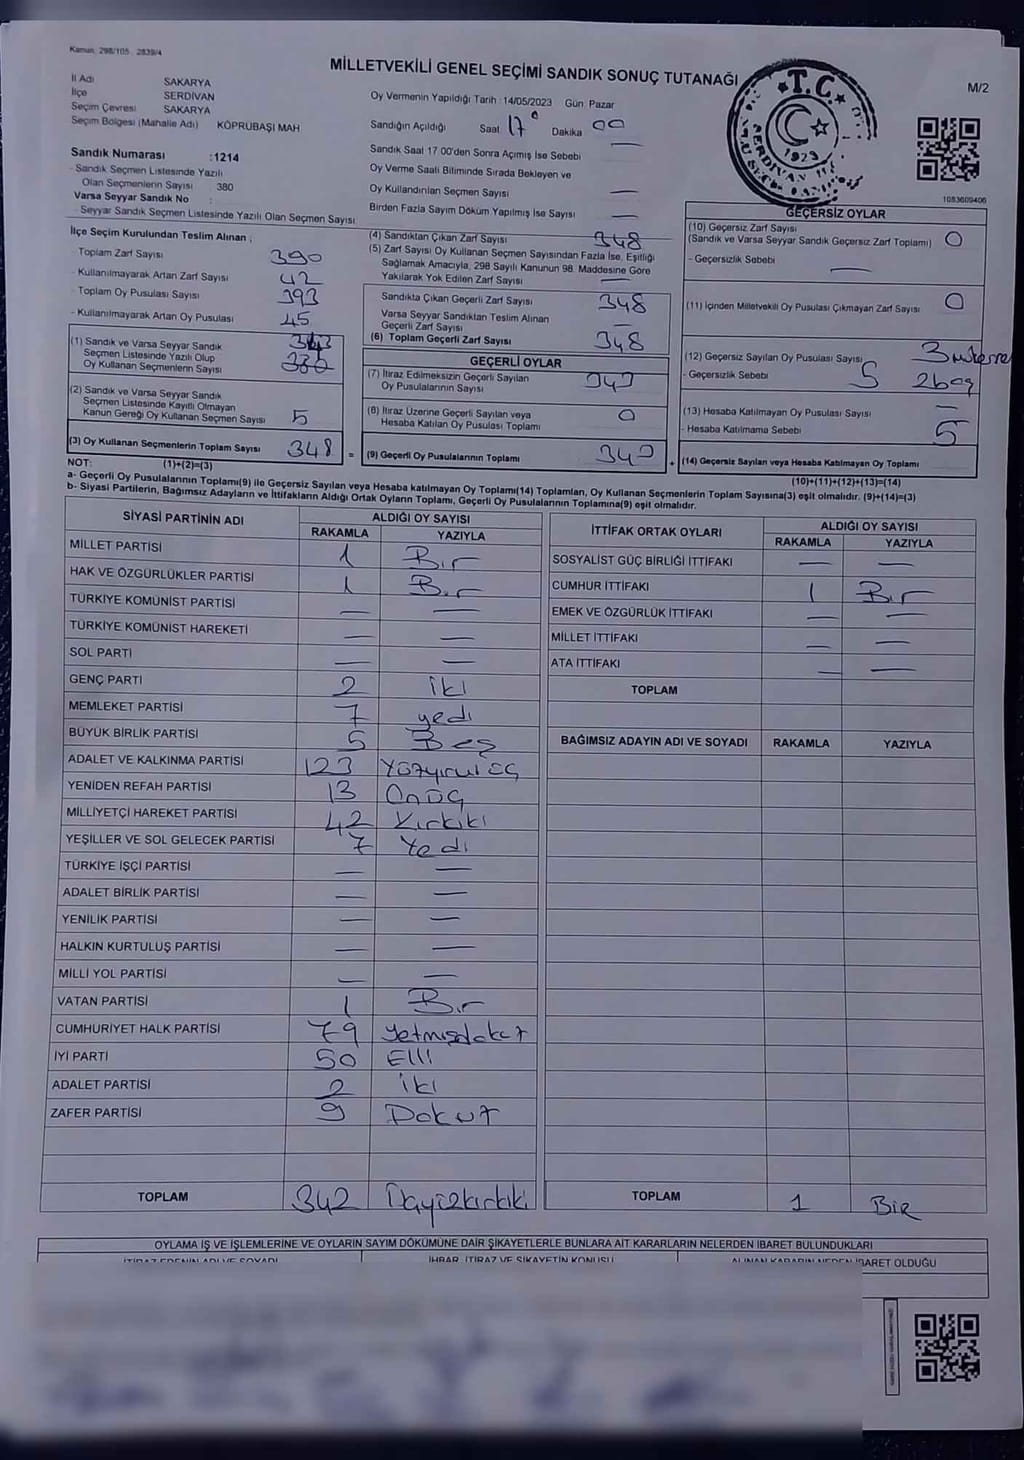 Kanun 298/105 2839/4
MİLLETVEKİLİ GENEL SEÇİMİ SANDIK SONUÇ TUTANAĞI
M/2
İl Adı SAKARYA
İlçe SERDİVAN
Seçim Çevresi SAKARYA
Seçim Bölgesi (Mahalle Adı) KÖPRÜBAŞI MAH
Sandık Numarası :1214
- Sandık Seçmen Listesinde Yazılı
Olan Seçmenlerin Sayısı 380
Varsa Seyyar Sandık No :
- Seyyar Sandık Seçmen Listesinde Yazılı Olan Seçmen Sayısı
Oy Vermenin Yapıldığı Tarih : 14/05/2023 Gün: Pazar
Sandığın Açıldığı Saat 17 Dakika 00
Sandık Saat 17.00'den Sonra Açımış İse Sebebi —
Oy Verme Saati Bitiminde Sırada Bekleyen ve
Oy Kullandırılan Seçmen Sayısı —
Birden Fazla Sayım Döküm Yapılmış İse Sayısı —
T.C.
1923
SERDİVAN
1083609406
İlçe Seçim Kurulundan Teslim Alınan ;
- Toplam Zarf Sayısı 390
- Kullanılmayarak Artan Zarf Sayısı 42
- Toplam Oy Pusulası Sayısı 393
- Kullanılmayarak Artan Oy Pusulası 45
(1) Sandık ve Varsa Seyyar Sandık 343
Seçmen Listesinde Yazılı Olup
Oy Kullanan Seçmenlerin Sayısı 380
(2) Sandık ve Varsa Seyyar Sandık
Seçmen Listesinde Kayıtlı Olmayan
Kanun Gereği Oy Kullanan Seçmen Sayısı 5
(3) Oy Kullanan Seçmenlerin Toplam Sayısı 348 =
(4) Sandıktan Çıkan Zarf Sayısı 348
(5) Zarf Sayısı Oy Kullanan Seçmen Sayısından Fazla İse, Eşitliği
Sağlamak Amacıyla, 298 Sayılı Kanunun 98. Maddesine Göre
Yakılarak Yok Edilen Zarf Sayısı —
Sandıkta Çıkan Geçerli Zarf Sayısı 348
Varsa Seyyar Sandıktan Teslim Alınan
Geçerli Zarf Sayısı —
(6) Toplam Geçerli Zarf Sayısı 348
GEÇERLİ OYLAR
(7) İtiraz Edilmeksizin Geçerli Sayılan
Oy Pusulalarının Sayısı 343
(8) İtiraz Üzerine Geçerli Sayılan veya
Hesaba Katılan Oy Pusulası Toplamı 0
(9) Geçerli Oy Pusulalarının Toplamı 343 +
GEÇERSİZ OYLAR
(10) Geçersiz Zarf Sayısı
(Sandık ve Varsa Seyyar Sandık Geçersiz Zarf Toplamı) 0
- Geçersizlik Sebebi —
(11) İçinden Milletvekili Oy Pusulası Çıkmayan Zarf Sayısı 0
(12) Geçersiz Sayılan Oy Pusulası Sayısı 5
- Geçersizlik Sebebi
3 müker
2 boş
(13) Hesaba Katılmayan Oy Pusulası Sayısı —
- Hesaba Katılmama Sebebi
(14) Geçersiz Sayılan veya Hesaba Katılmayan Oy Toplamı 5
NOT: (1)+(2)=(3)
(10)+(11)+(12)+(13)=(14)
a- Geçerli Oy Pusulalarının Toplamı(9) ile Geçersiz Sayılan veya Hesaba katılmayan Oy Toplamı(14) Toplamları, Oy Kullanan Seçmenlerin Toplam Sayısına(3) eşit olmalıdır. (9)+(14)=(3)
b- Siyasi Partilerin, Bağımsız Adayların ve İttifakların Aldığı Ortak Oyların Toplamı, Geçerli Oy Pusulalarının Toplamına(9) eşit olmalıdır.
SİYASİ PARTİNİN ADI ALDIĞI OY SAYISI
RAKAMLA YAZIYLA
MİLLET PARTİSİ 1 Bir
HAK VE ÖZGÜRLÜKLER PARTİSİ 1 Bir
TÜRKİYE KOMÜNİST PARTİSİ — —
TÜRKİYE KOMÜNİST HAREKETİ — —
SOL PARTİ — —
GENÇ PARTİ 2 İki
MEMLEKET PARTİSİ 7 yedi
BÜYÜK BİRLİK PARTİSİ 5 Beş
ADALET VE KALKINMA PARTİSİ 123 Yüzyirmiüç
YENİDEN REFAH PARTİSİ 13 Onüç
MİLLİYETÇİ HAREKET PARTİSİ 42 Kırkiki
YEŞİLLER VE SOL GELECEK PARTİSİ 7 Yedi
TÜRKİYE İŞÇİ PARTİSİ — —
ADALET BİRLİK PARTİSİ — —
YENİLİK PARTİSİ — —
HALKIN KURTULUŞ PARTİSİ — —
MİLLİ YOL PARTİSİ — —
VATAN PARTİSİ 1 Bir
CUMHURİYET HALK PARTİSİ 79 yetmişdokuz
İYİ PARTİ 50 Elli
ADALET PARTİSİ 2 iki
ZAFER PARTİSİ 9 Dokuz
TOPLAM 342 Üçyüzkırkiki
İTTİFAK ORTAK OYLARI ALDIĞI OY SAYISI
RAKAMLA YAZIYLA
SOSYALİST GÜÇ BİRLİĞİ İTTİFAKI — —
CUMHUR İTTİFAKI 1 Bir
EMEK VE ÖZGÜRLÜK İTTİFAKI — —
MİLLET İTTİFAKI — —
ATA İTTİFAKI — —
TOPLAM
BAĞIMSIZ ADAYIN ADI VE SOYADI RAKAMLA YAZIYLA
TOPLAM 1 BİR
OYLAMA İŞ VE İŞLEMLERİNE VE OYLARIN SAYIM DÖKÜMÜNE DAİR ŞİKAYETLERLE BUNLARA AİT KARARLARIN NELERDEN İBARET BULUNDUKLARI
İTİRAZ EDENİN ADI VE SOYADI İHBAR, İTİRAZ VE ŞİKAYETİN KONUSU ALINAN KARARIN NEDEN İBARET OLDUĞU